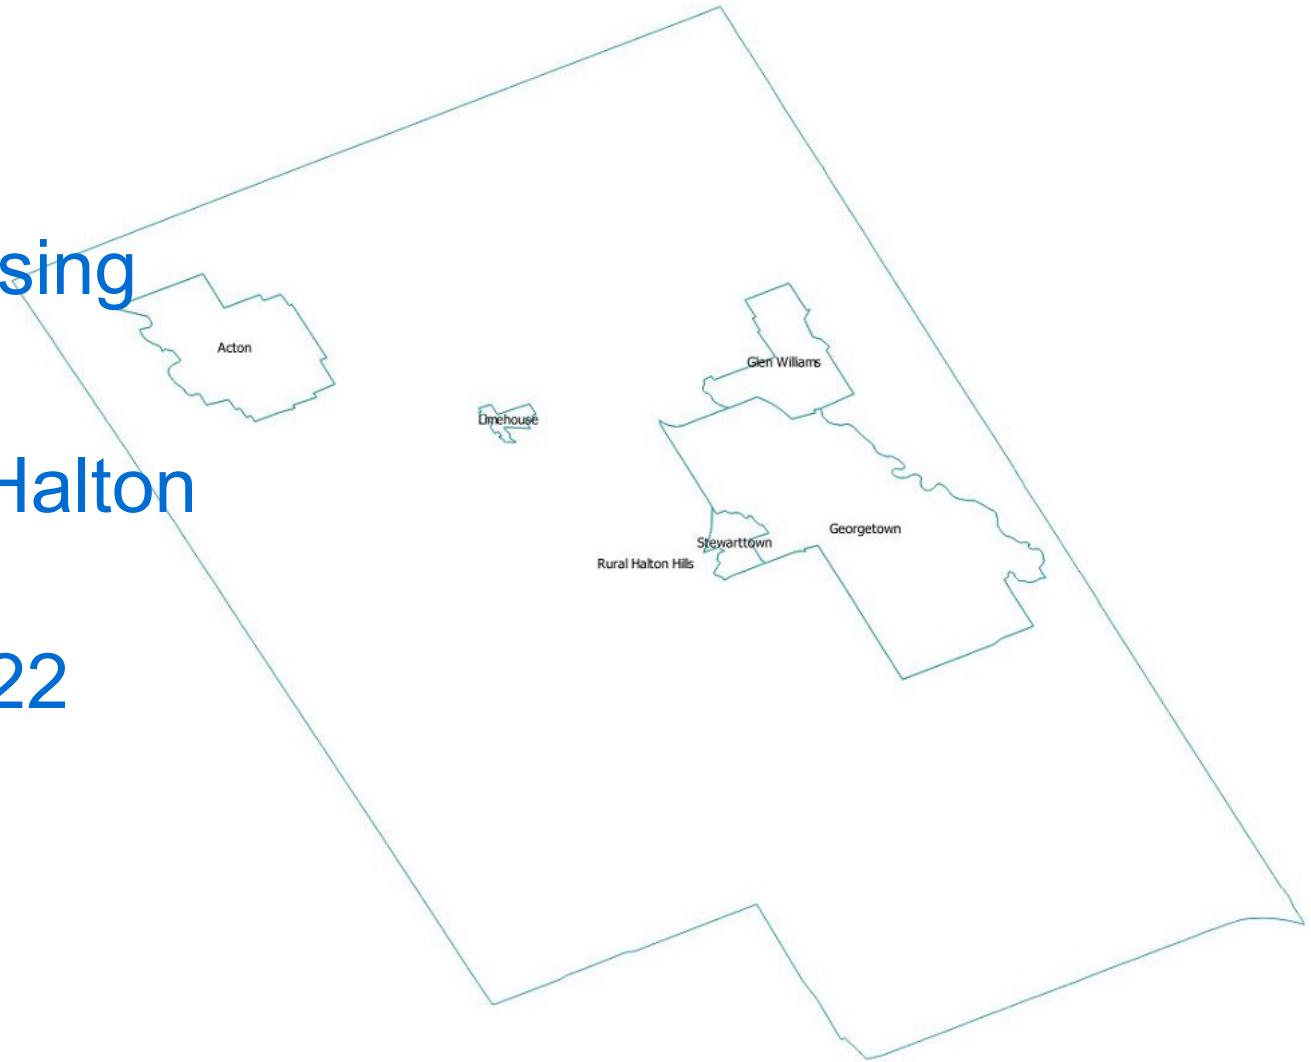 sing
Acton
Glen Williams
Limehouse
Halton
Georgetown
Stewarttown
Rural Halton Hills
22